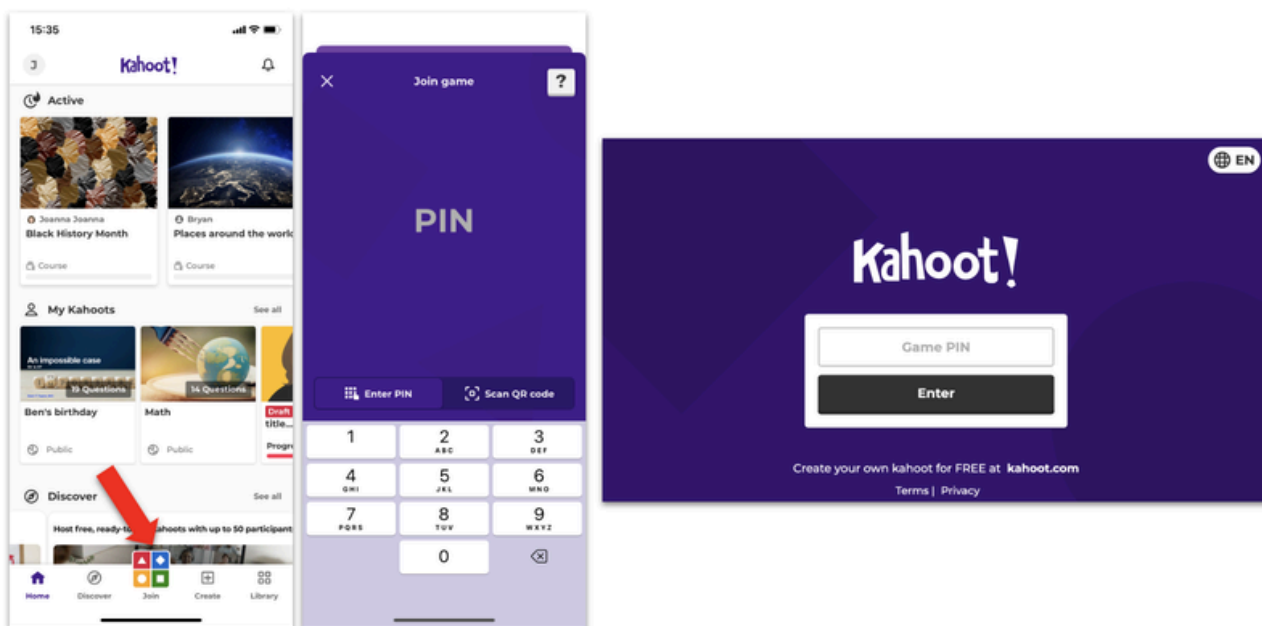 15:35
J
Kahoot!
Active
Joanna Joanna
Bryan
Black History Month
Places around the world
Course
Course
My Kahoots
See all
An impossible case
19 Questions
14 Questions
Ben's birthday
Math
Draft
title...
Public
Public
Progre
Discover
See all
Host free, ready-to kahoots with up to 50 participant
Home
Discover
Join
Create
Library
Join game
?
PIN
Enter PIN
Scan QR code
1
2
ABC
3
DEF
4
GHI
5
JKL
6
MNO
7
PQRS
8
TUV
9
WXYZ
0
EN
Kahoot!
Game PIN
Enter
Create your own kahoot for FREE at kahoot.com
Terms | Privacy